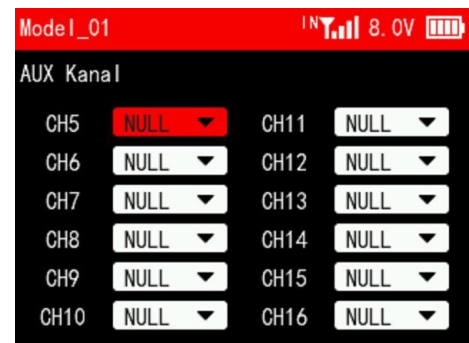 Model_01 IN 8.0V
AUX Kanal
CH5 NULL CH11 NULL
CH6 NULL CH12 NULL
CH7 NULL CH13 NULL
CH8 NULL CH14 NULL
CH9 NULL CH15 NULL
CH10 NULL CH16 NULL